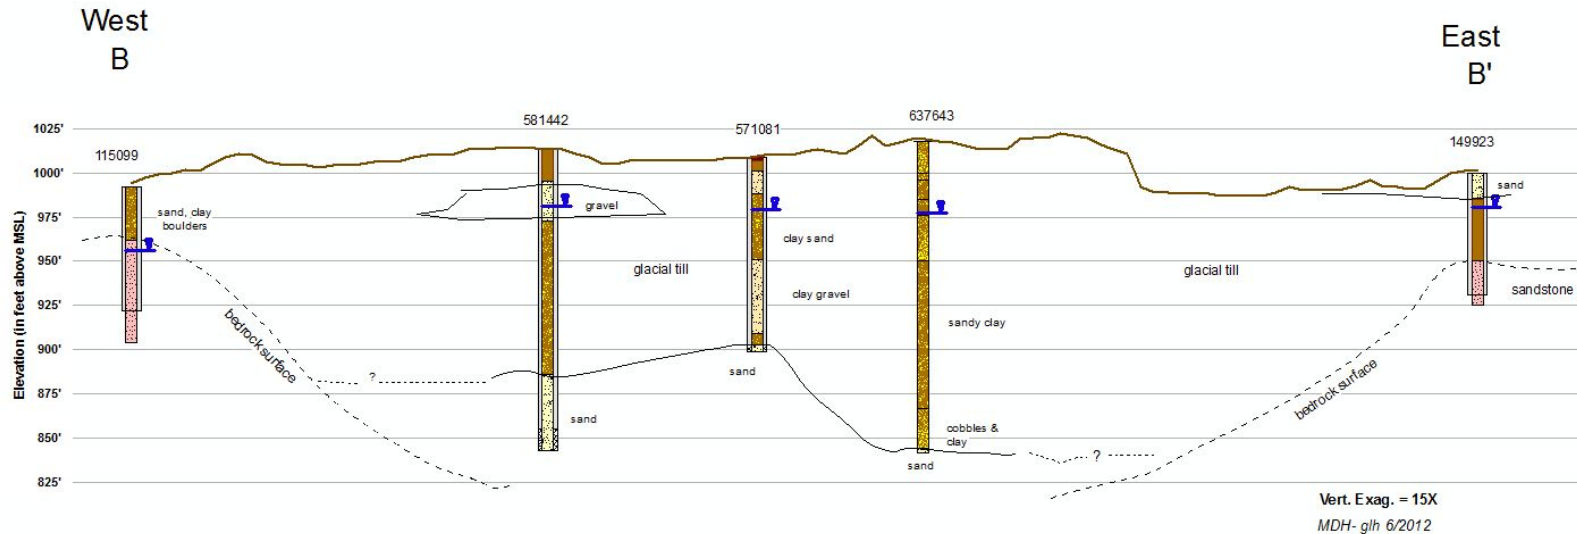 West
B
East
B'
115099
581442
571081
637643
149923
1025'
1000'
975'
950'
925'
900'
875'
850'
825'
Elevation (in feet above MSL)
sand, clay
boulders
gravel
clay sand
clay gravel
glacial till
glacial till
sand
sandstone
sandy clay
bedrock surface
bedrock surface
?
sand
sand
cobbles &
clay
sand
?
Vert. Exag. = 15X
MDH- glh 6/2012